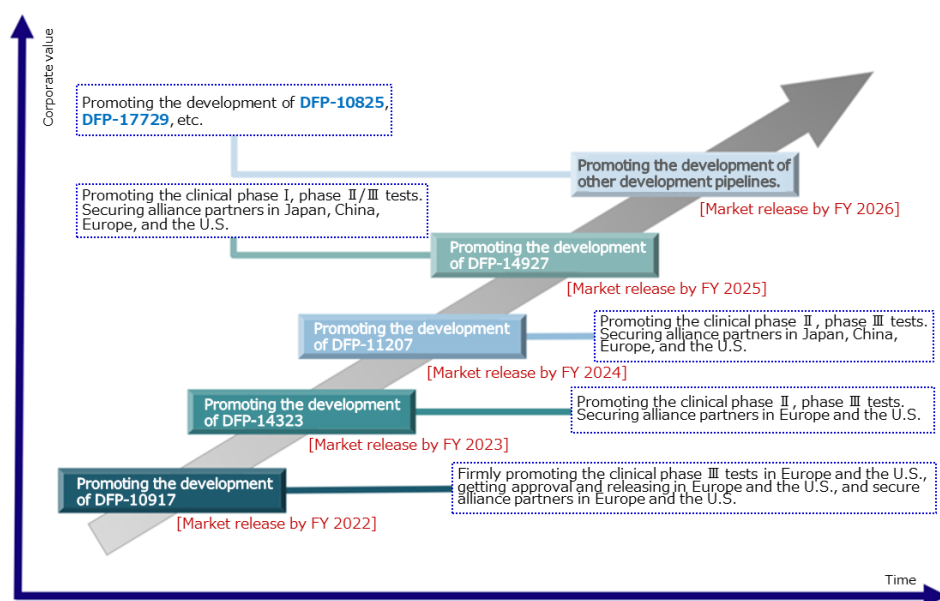 Corporate value
Promoting the development of DFP-10825,
DFP-17729, etc.
Promoting the development of
other development pipelines.
[Market release by FY 2026]
Promoting the clinical phase Ⅰ, phase Ⅱ/Ⅲ tests.
Securing alliance partners in Japan, China,
Europe, and the U.S.
Promoting the development
of DFP-14927
[Market release by FY 2025]
Promoting the development
of DFP-11207
[Market release by FY 2024]
Promoting the clinical phase Ⅱ, phase Ⅲ tests.
Securing alliance partners in Japan, China,
Europe, and the U.S.
Promoting the development
of DFP-14323
[Market release by FY 2023]
Promoting the clinical phase Ⅱ, phase Ⅲ tests.
Securing alliance partners in Europe and the U.S.
Promoting the development
of DFP-10917
[Market release by FY 2022]
Firmly promoting the clinical phase Ⅲ tests in Europe and the U.S.,
getting approval and releasing in Europe and the U.S., and secure
alliance partners in Europe and the U.S.
Time